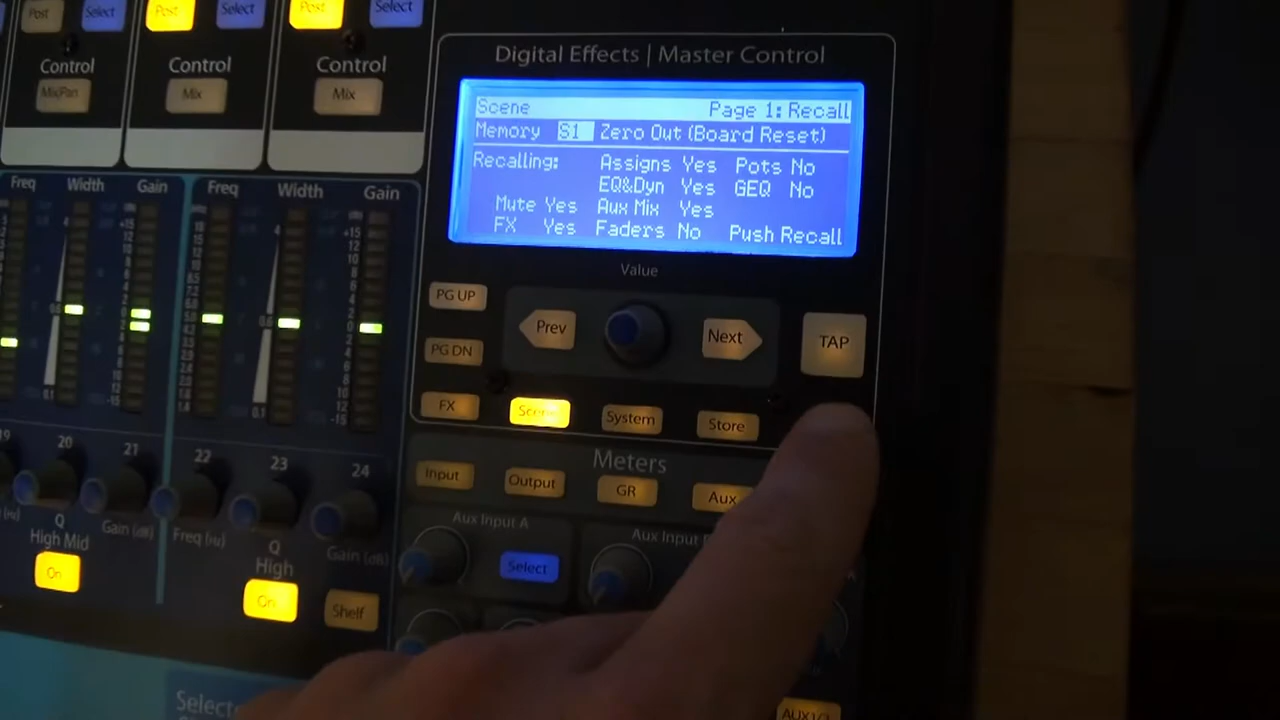 Post Select Post Select Post Select
Control Control Control
Mix/Pan Mix Mix
Digital Effects | Master Control
Scene Page 1: Recall
Memory S1 Zero Out (Board Reset)
Recalling: Assigns Yes Pots No
EQ&Dyn Yes GEQ No
Mute Yes Aux Mix Yes
FX Yes Faders No Push Recall
Freq Width Gain Freq Width Gain
Value
PG UP Prev Next TAP
PG DN
FX Scene System Store
Meters
Input Output GR Aux
Aux Input A Aux Input
Select
19 20 21 22 23 24
Q Gain (dB) Freq (Hz) Q Gain (dB)
High Mid High
On On Shelf